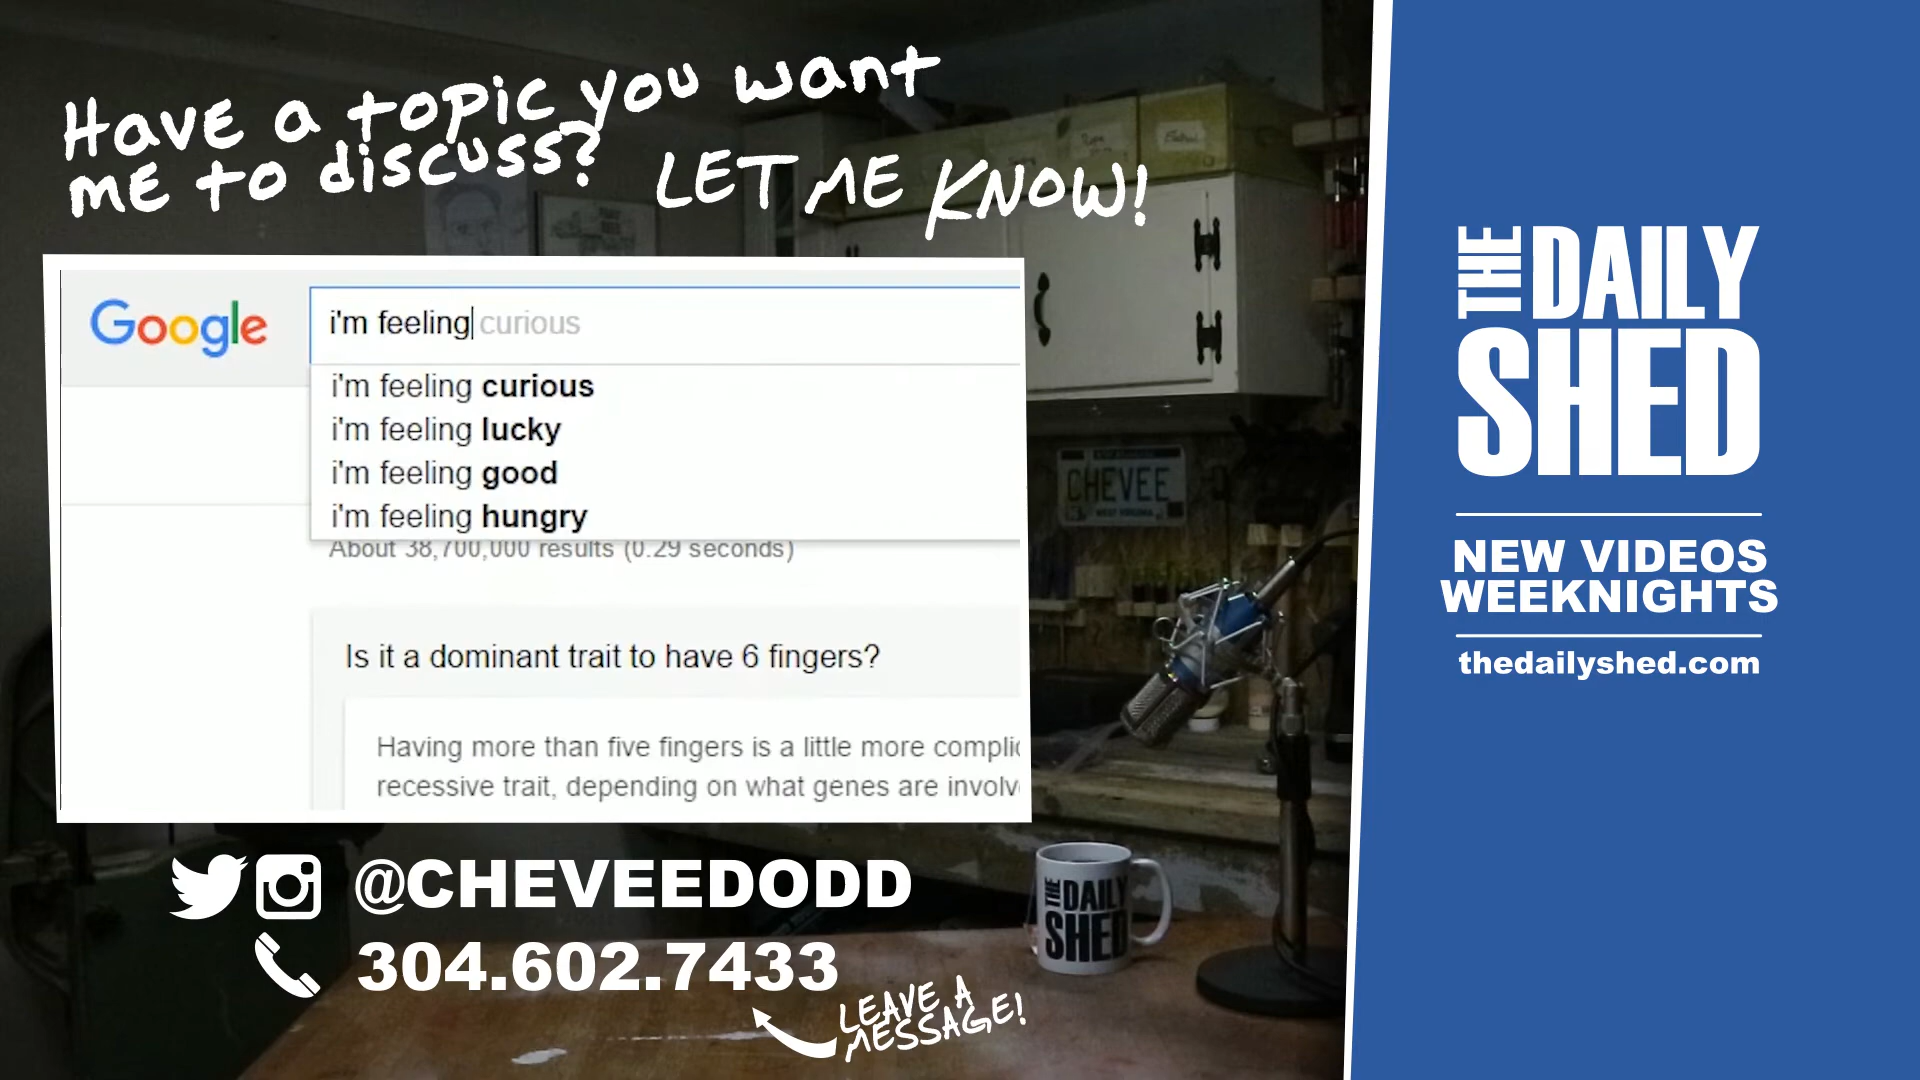 Have a topic you want
me to discuss? LET ME KNOW!
Google
i'm feeling curious
i'm feeling curious
i'm feeling lucky
i'm feeling good
i'm feeling hungry
About 38,700,000 results (0.29 seconds)
Is it a dominant trait to have 6 fingers?
Having more than five fingers is a little more
recessive trait, depending on what genes are
CHEVEE
WEST VIRGINIA
@CHEVEEDODD
304.602.7433
LEAVE A
MESSAGE!
THE DAILY
SHED
THE DAILY
SHED
NEW VIDEOS
WEEKNIGHTS
thedailyshed.com